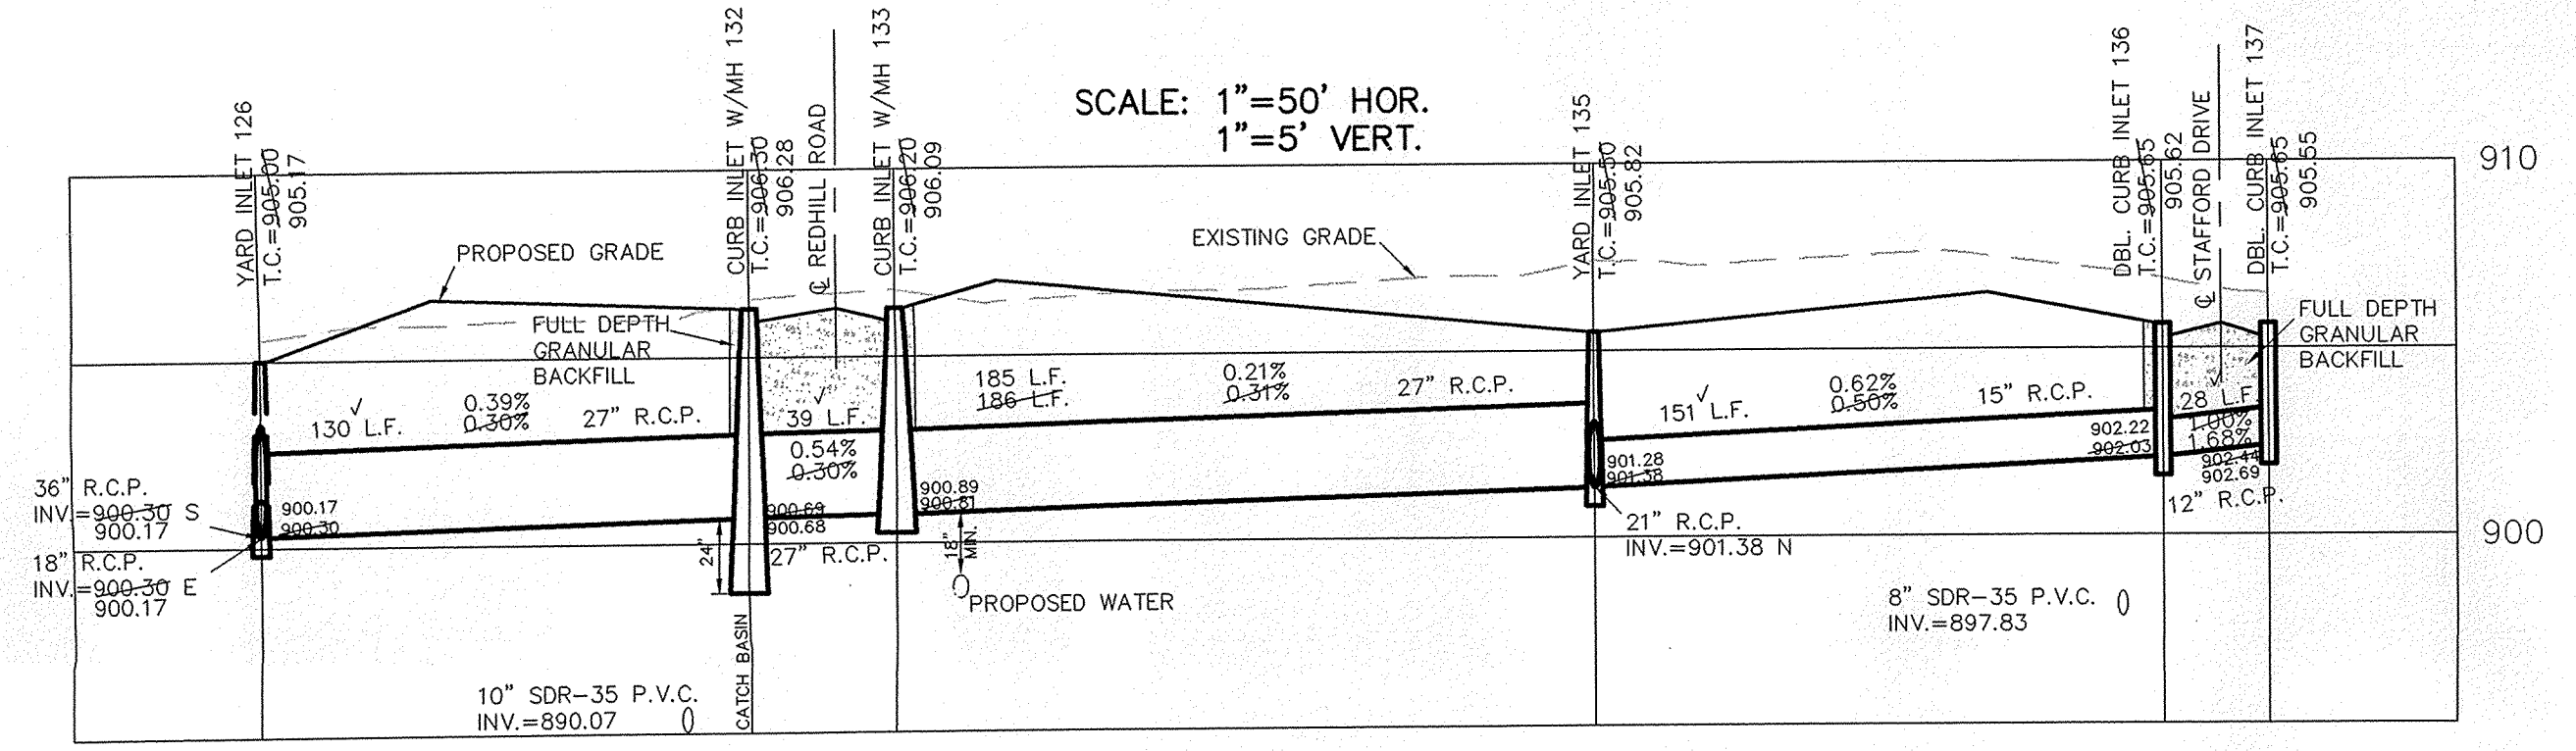 SCALE: 1"=50' HOR.
1"=5' VERT.
YARD INLET 126
T.C.=905.00
905.17
CURB INLET W/MH 132
T.C.=906.30
906.28
℄ REDHILL ROAD
CURB INLET W/MH 133
T.C.=906.20
906.09
YARD INLET 135
T.C.=905.50
905.82
DBL. CURB INLET 136
T.C.=905.65
905.62
℄ STAFFORD DRIVE
DBL. CURB INLET 137
T.C.=905.65
905.55
910
PROPOSED GRADE
EXISTING GRADE
FULL DEPTH
GRANULAR
BACKFILL
FULL DEPTH
GRANULAR
BACKFILL
130 L.F.
0.39%
0.30%
27" R.C.P.
39 L.F.
0.54%
0.30%
185 L.F.
186 L.F.
0.21%
0.31%
27" R.C.P.
151 L.F.
0.62%
0.50%
15" R.C.P.
28 L.F.
1.00%
1.68%
902.22
902.03
902.44
902.69
12" R.C.P.
36" R.C.P.
INV.=900.30 S
900.17
18" R.C.P.
INV.=900.30 E
900.17
900.17
900.30
24"
900.69
900.68
27" R.C.P.
900.89
900.81
18"
MIN.
PROPOSED WATER
901.28
901.38
21" R.C.P.
INV.=901.38 N
900
8" SDR-35 P.V.C.
INV.=897.83
10" SDR-35 P.V.C.
INV.=890.07
CATCH BASIN